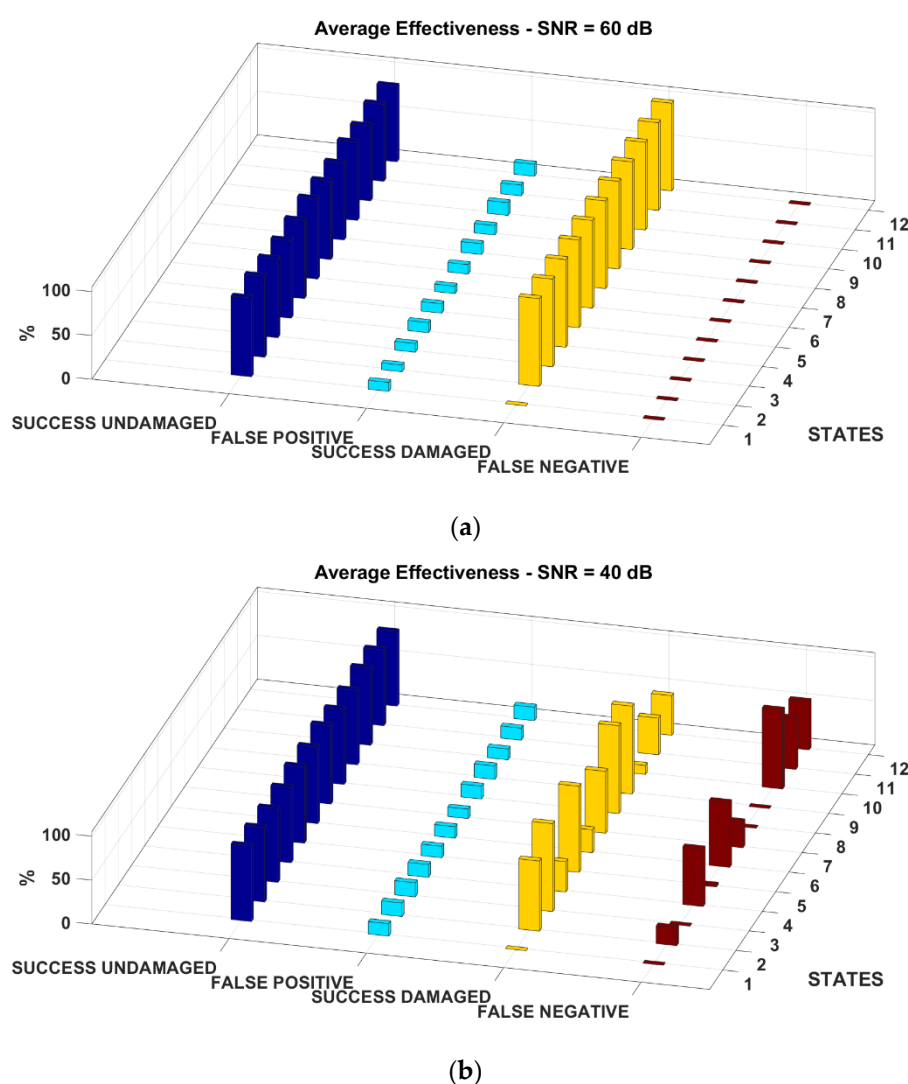 Average Effectiveness - SNR = 60 dB
100
50
0
%
SUCCESS UNDAMAGED
FALSE POSITIVE
SUCCESS DAMAGED
FALSE NEGATIVE
12
11
10
9
8
7
6
5
4
3
2
1
STATES
(a)
Average Effectiveness - SNR = 40 dB
100
50
0
%
SUCCESS UNDAMAGED
FALSE POSITIVE
SUCCESS DAMAGED
FALSE NEGATIVE
12
11
10
9
8
7
6
5
4
3
2
1
STATES
(b)